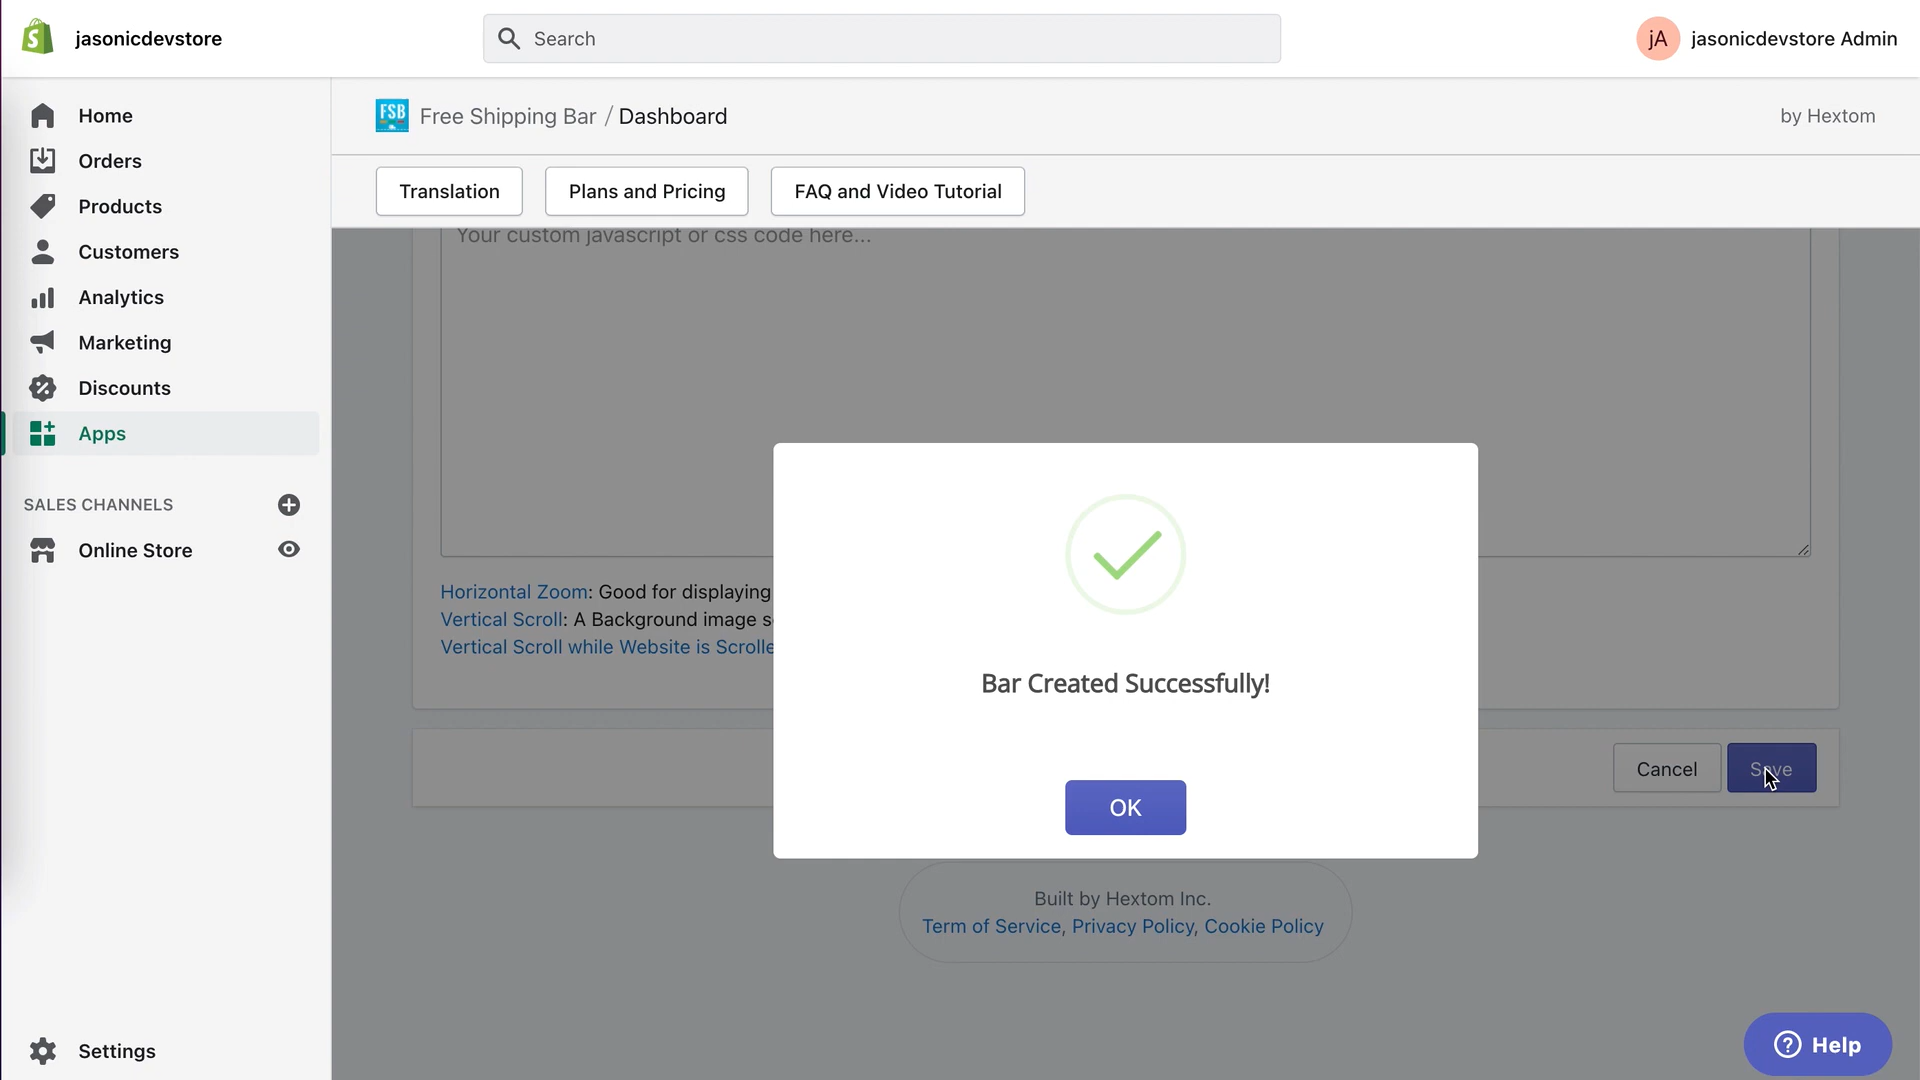 jasonicdevstore
Search
jA
jasonicdevstore Admin
Home
Orders
Products
Customers
Analytics
Marketing
Discounts
Apps
SALES CHANNELS
Online Store
Settings
FSB
Free Shipping Bar / Dashboard
by Hextom
Translation
Plans and Pricing
FAQ and Video Tutorial
Your custom javascript or css code here...
Horizontal Zoom: Good for displaying
Vertical Scroll: A Background image s
Vertical Scroll while Website is Scrolle
Bar Created Successfully!
OK
Cancel
Save
Built by Hextom Inc.
Term of Service, Privacy Policy, Cookie Policy
Help